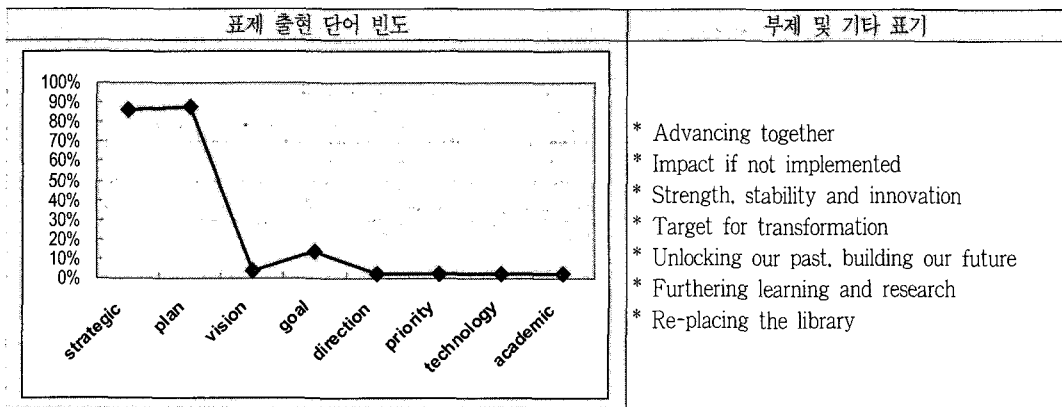 표제 출현 단어 빈도
부제 및 기타 표기
100%
90%
80%
70%
60%
50%
40%
30%
20%
10%
0%
strategic
plan
vision
goal
direction
priority
technology
academic
* Advancing together
* Impact if not implemented
* Strength, stability and innovation
* Target for transformation
* Unlocking our past, building our future
* Furthering learning and research
* Re-placing the library